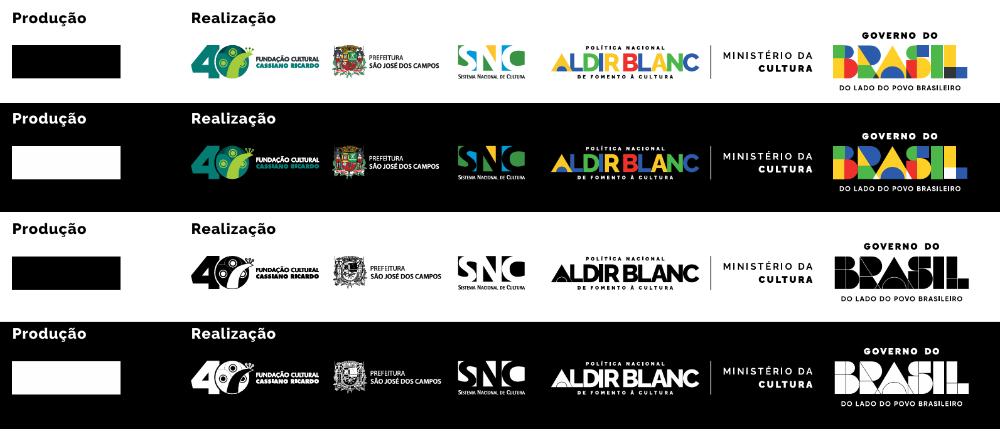 Produção
Realização
40
FUNDAÇÃO CULTURAL
CASSIANO RICARDO
PREFEITURA
SÃO JOSÉ DOS CAMPOS
SNC
SISTEMA NACIONAL DE CULTURA
POLÍTICA NACIONAL
ALDIR BLANC
DE FOMENTO À CULTURA
MINISTÉRIO DA
CULTURA
GOVERNO DO
BRASIL
DO LADO DO POVO BRASILEIRO
Produção
Realização
40
FUNDAÇÃO CULTURAL
CASSIANO RICARDO
PREFEITURA
SÃO JOSÉ DOS CAMPOS
SNC
SISTEMA NACIONAL DE CULTURA
POLÍTICA NACIONAL
ALDIR BLANC
DE FOMENTO À CULTURA
MINISTÉRIO DA
CULTURA
GOVERNO DO
BRASIL
DO LADO DO POVO BRASILEIRO
Produção
Realização
40
FUNDAÇÃO CULTURAL
CASSIANO RICARDO
PREFEITURA
SÃO JOSÉ DOS CAMPOS
SNC
SISTEMA NACIONAL DE CULTURA
POLÍTICA NACIONAL
ALDIR BLANC
DE FOMENTO À CULTURA
MINISTÉRIO DA
CULTURA
GOVERNO DO
BRASIL
DO LADO DO POVO BRASILEIRO
Produção
Realização
40
FUNDAÇÃO CULTURAL
CASSIANO RICARDO
PREFEITURA
SÃO JOSÉ DOS CAMPOS
SNC
SISTEMA NACIONAL DE CULTURA
POLÍTICA NACIONAL
ALDIR BLANC
DE FOMENTO À CULTURA
MINISTÉRIO DA
CULTURA
GOVERNO DO
BRASIL
DO LADO DO POVO BRASILEIRO